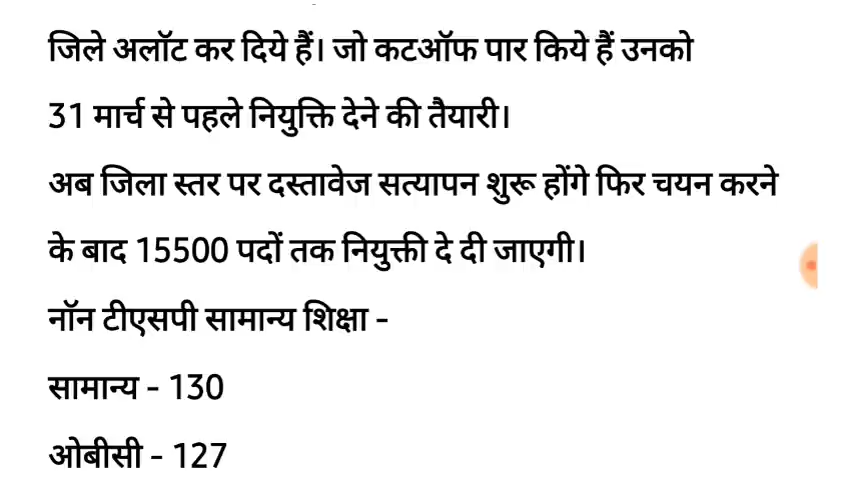 जिले अलॉट कर दिये हैं। जो कटऑफ पार किये हैं उनको
31 मार्च से पहले नियुक्ति देने की तैयारी।
अब जिला स्तर पर दस्तावेज सत्यापन शुरू होंगे फिर चयन करने
के बाद 15500 पदों तक नियुक्ती दे दी जाएगी।
नॉन टीएसपी सामान्य शिक्षा -
सामान्य - 130
ओबीसी - 127